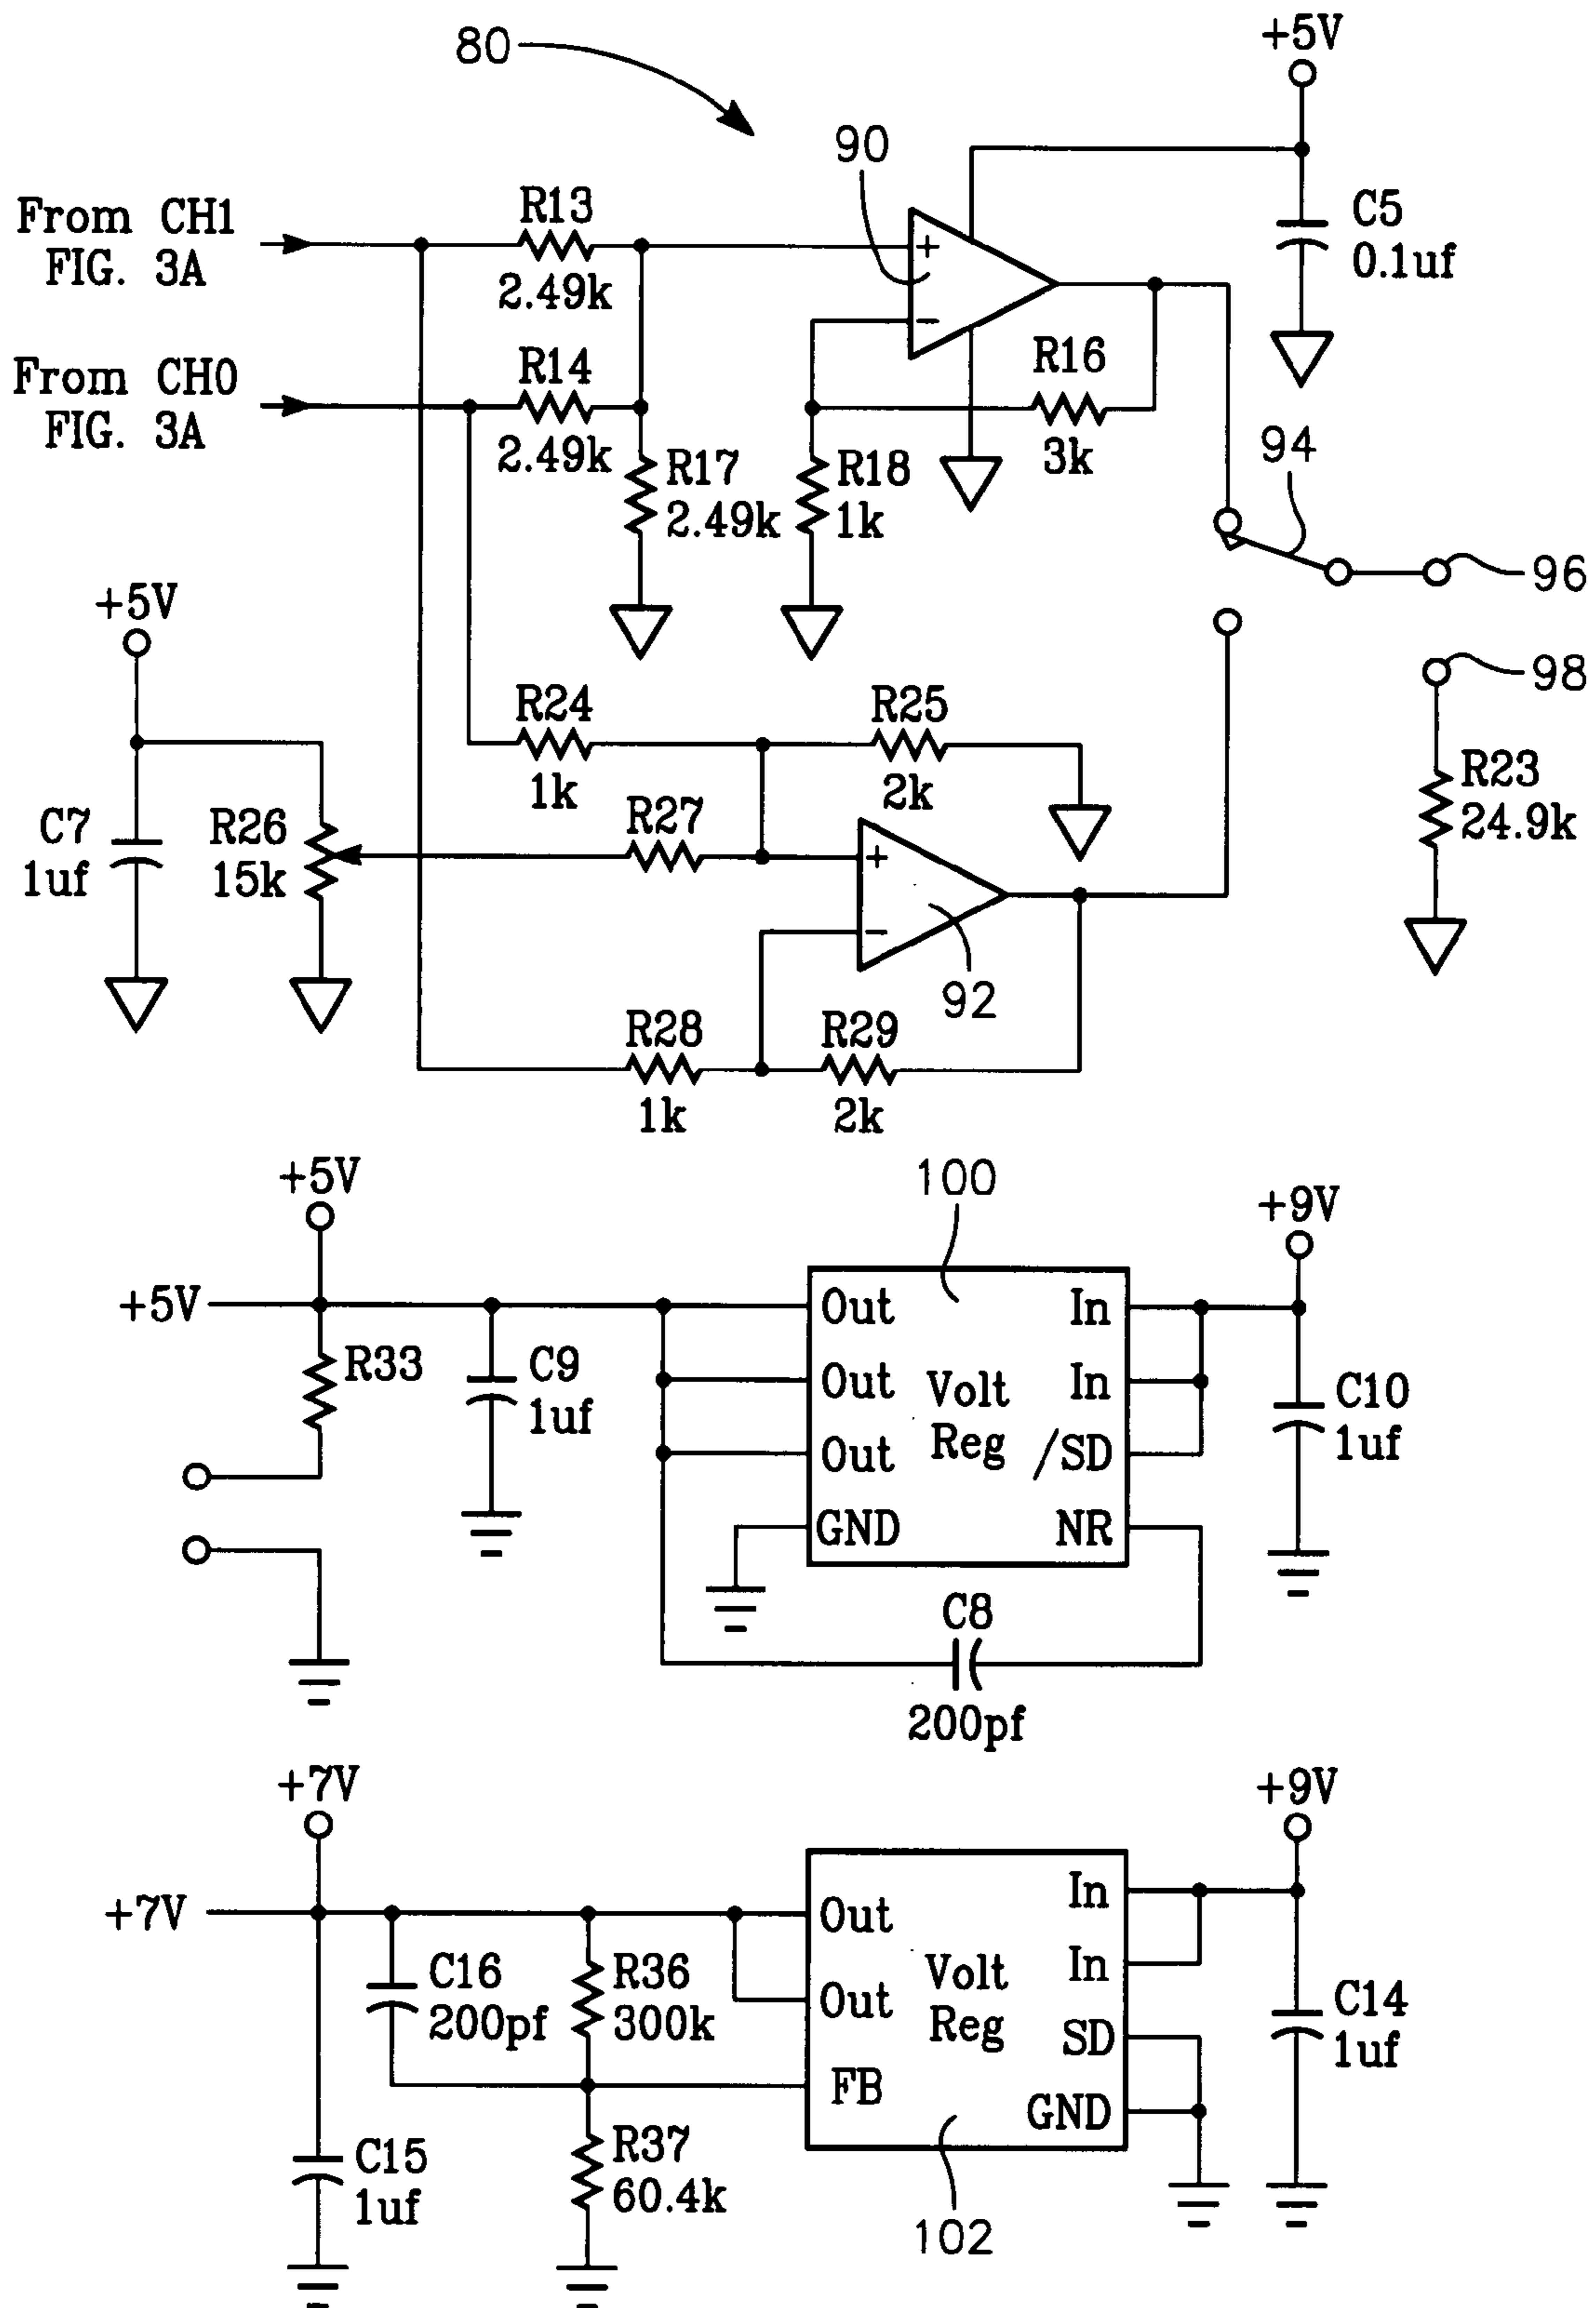 80
+5V
90
From CH1
FIG. 3A
R13
2.49k
C5
0.1uf
+
−
From CH0
FIG. 3A
R14
2.49k
R16
3k
R17
2.49k
R18
1k
94
96
+5V
98
R24
1k
R25
2k
R23
24.9k
C7
1uf
R26
15k
R27
+
−
92
R28
1k
R29
2k
+5V
100
+9V
+5V
R33
C9
1uf
Out
Out
Out
GND
Volt
Reg
In
In
/SD
NR
C10
1uf
C8
200pf
+7V
+9V
+7V
C16
200pf
R36
300k
Out
Out
FB
Volt
Reg
In
In
SD
GND
C14
1uf
C15
1uf
R37
60.4k
102